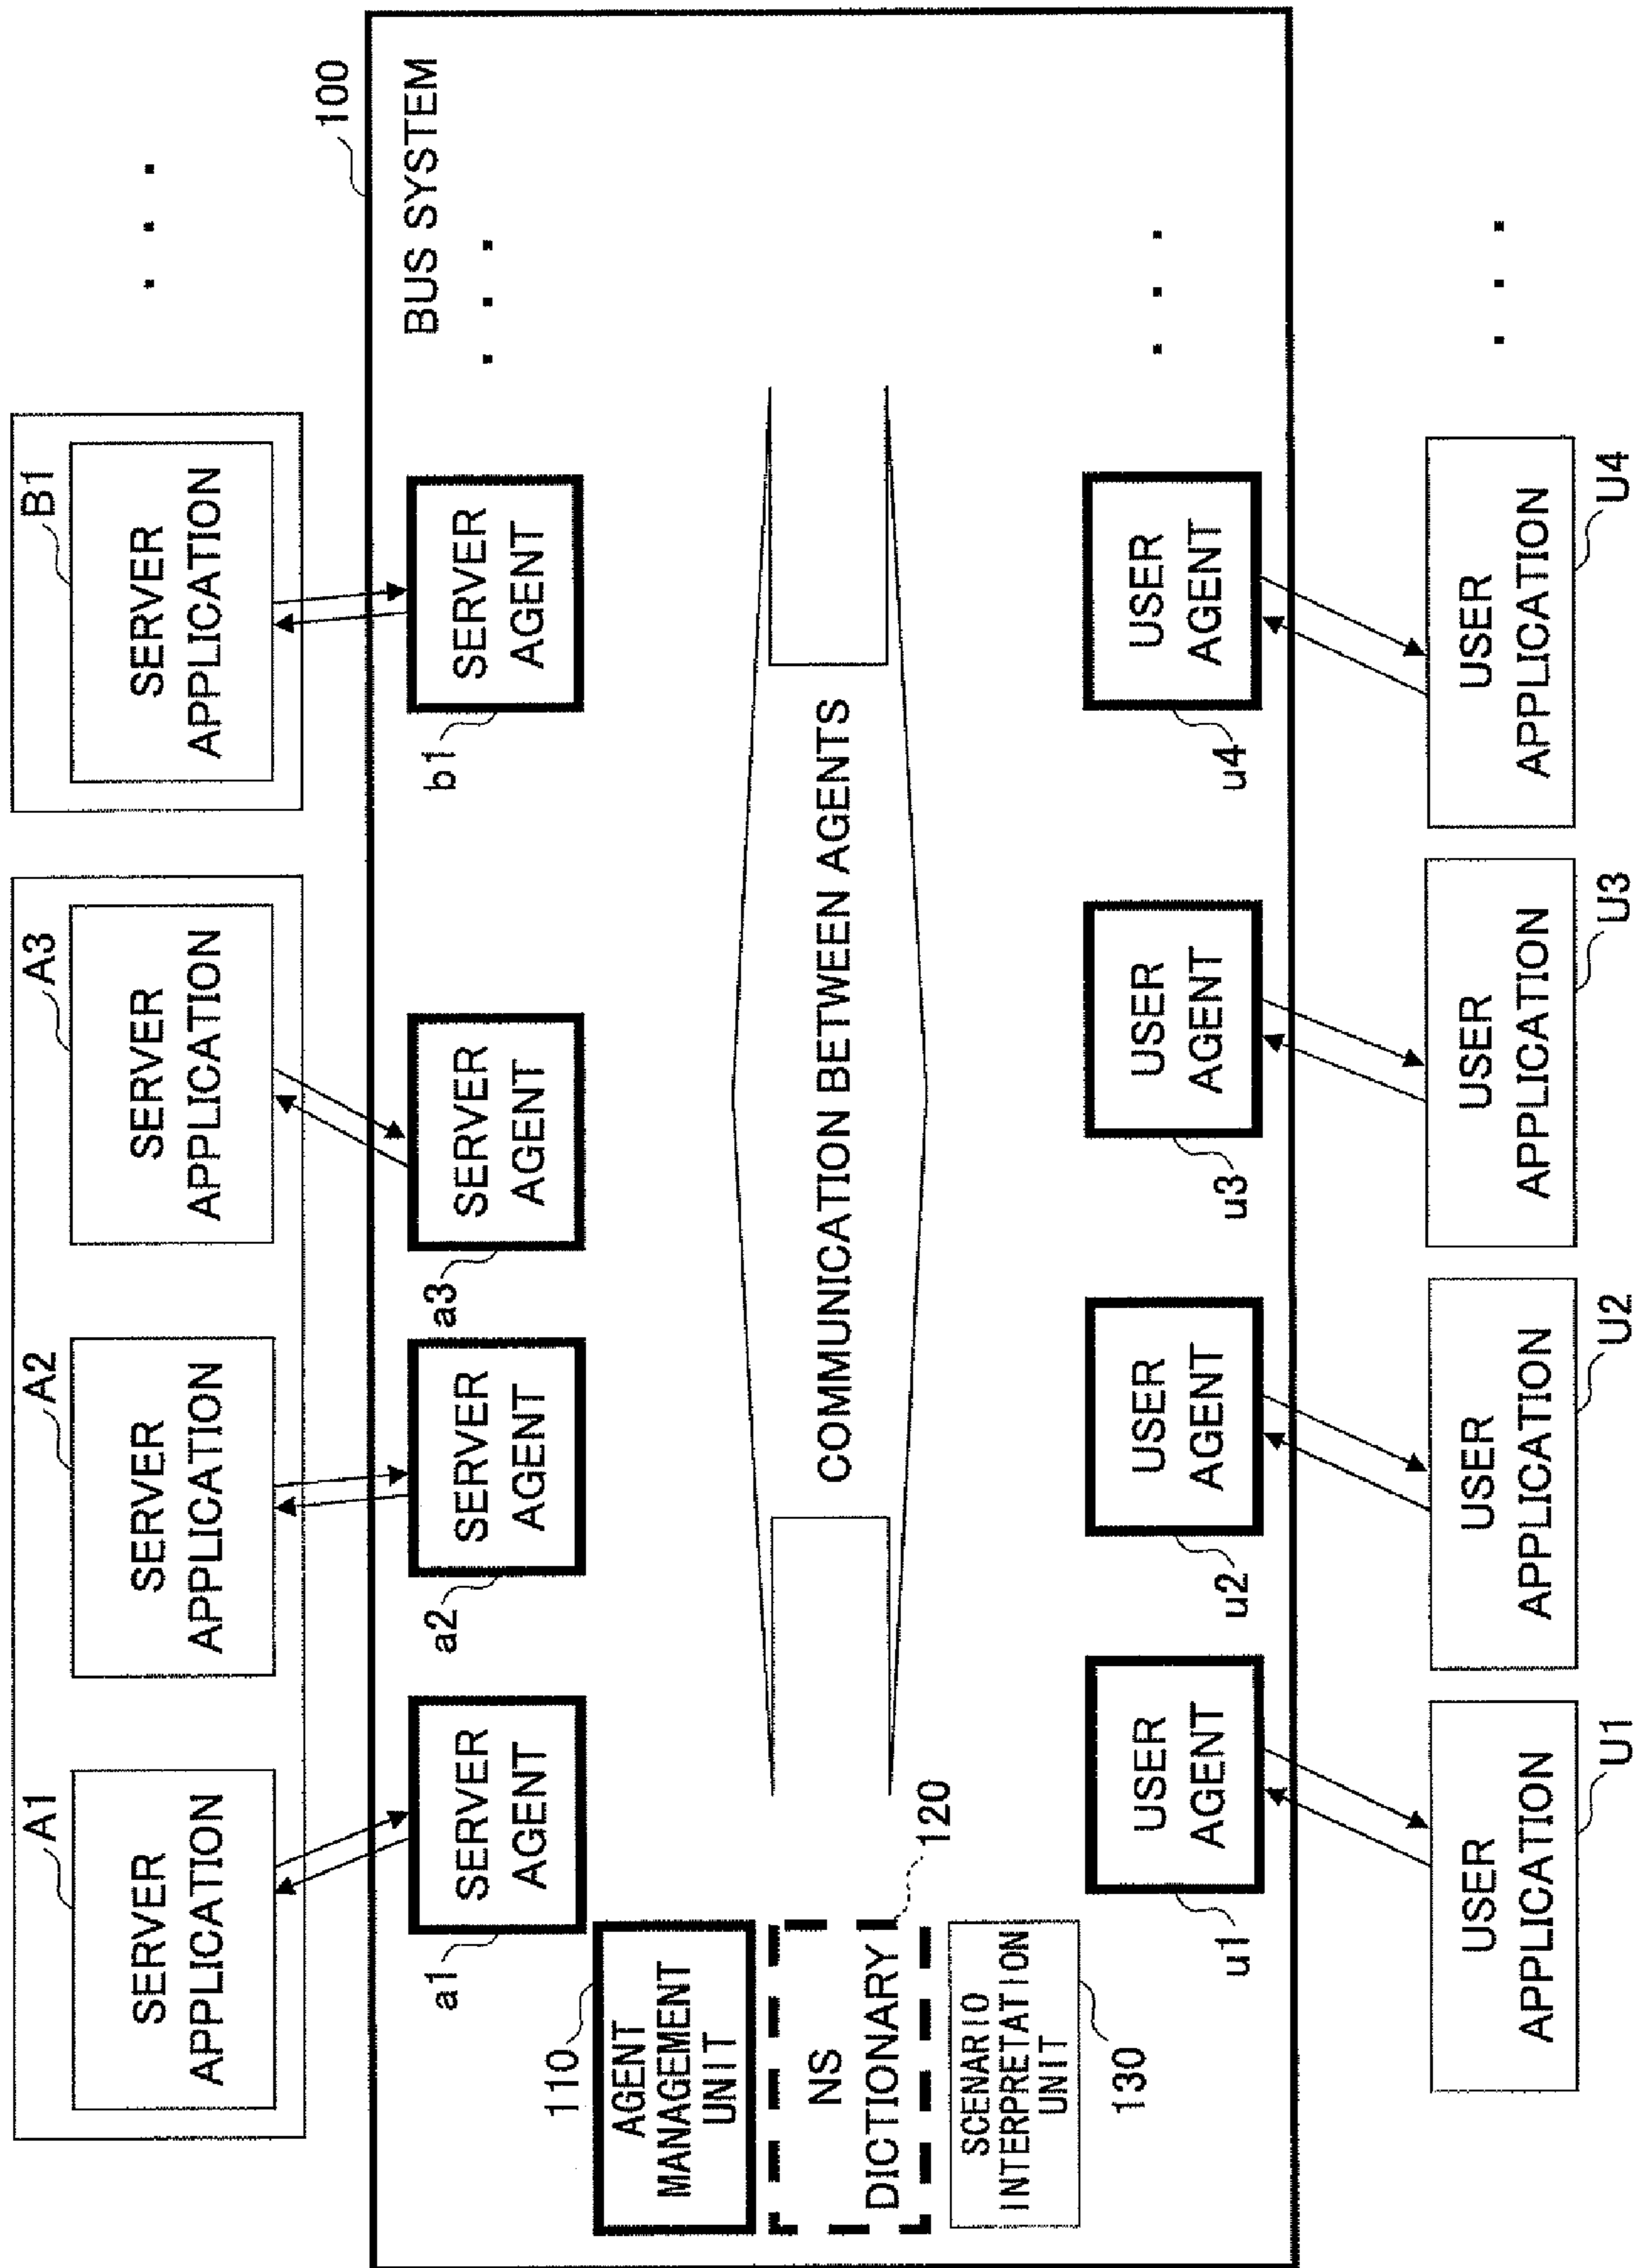 A1
SERVER
APPLICATION
A2
SERVER
APPLICATION
A3
SERVER
APPLICATION
B1
SERVER
APPLICATION
. . .
100
BUS SYSTEM
a1
SERVER
AGENT
a2
SERVER
AGENT
a3
SERVER
AGENT
b1
SERVER
AGENT
. . .
110
AGENT
MANAGEMENT
UNIT
120
NS
DICTIONARY
SCENARIO
INTERPRETATION
UNIT
130
COMMUNICATION BETWEEN AGENTS
u1
USER
AGENT
u2
USER
AGENT
u3
USER
AGENT
u4
USER
AGENT
. . .
USER
APPLICATION
U1
USER
APPLICATION
U2
USER
APPLICATION
U3
USER
APPLICATION
U4
. . .